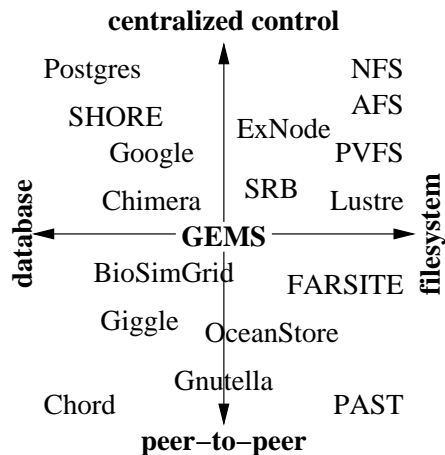 centralized control
Postgres
NFS
AFS
SHORE
ExNode
Google
PVFS
SRB
Chimera
Lustre
database
GEMS
filesystem
BioSimGrid
FARSITE
Giggle
OceanStore
Gnutella
Chord
PAST
peer−to−peer